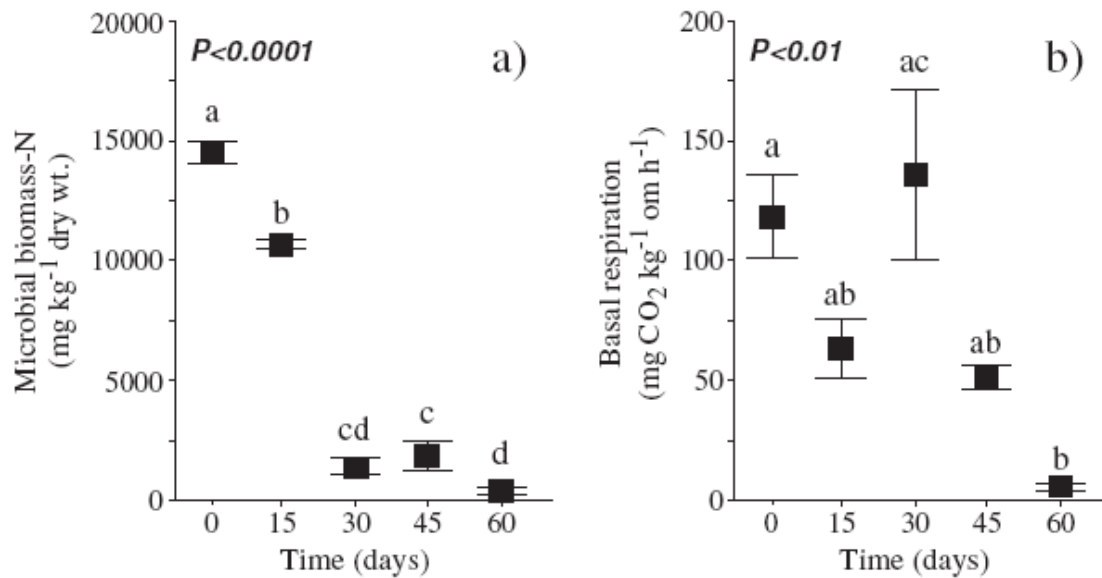 P<0.0001
a)
Microbial biomass-N
(mg kg⁻¹ dry wt.)
20000
15000
10000
5000
0
a
b
cd
c
d
0 15 30 45 60
Time (days)
P<0.01
b)
Basal respiration
(mg CO₂ kg⁻¹ om h⁻¹)
200
150
100
50
0
a
ab
ac
ab
b
0 15 30 45 60
Time (days)